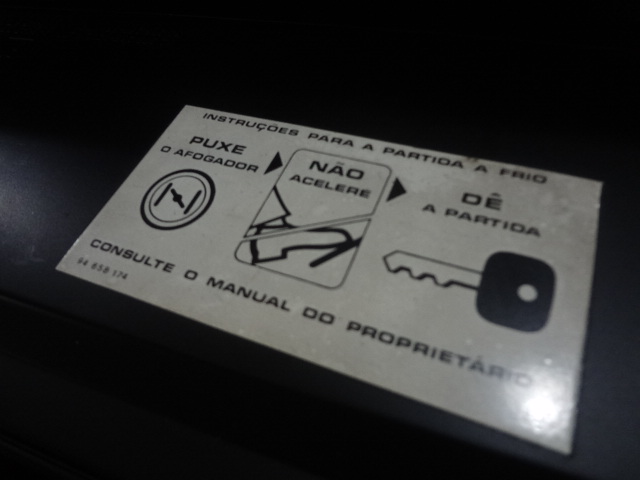 INSTRUÇÕES PARA A PARTIDA A FRIO
PUXE
O AFOGADOR
NÃO
ACELERE
DÊ
A PARTIDA
CONSULTE O MANUAL DO PROPRIETÁRIO
94 658 174